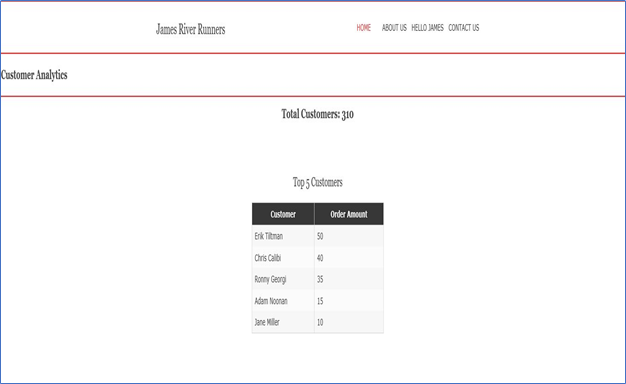 James River Runners
HOME ABOUT US HELLO JAMES CONTACT US
Customer Analytics
Total Customers: 310
Top 5 Customers
Customer Order Amount
Erik Tiltman 50
Chris Calibi 40
Ronny Georgi 35
Adam Noonan 15
Jane Miller 10